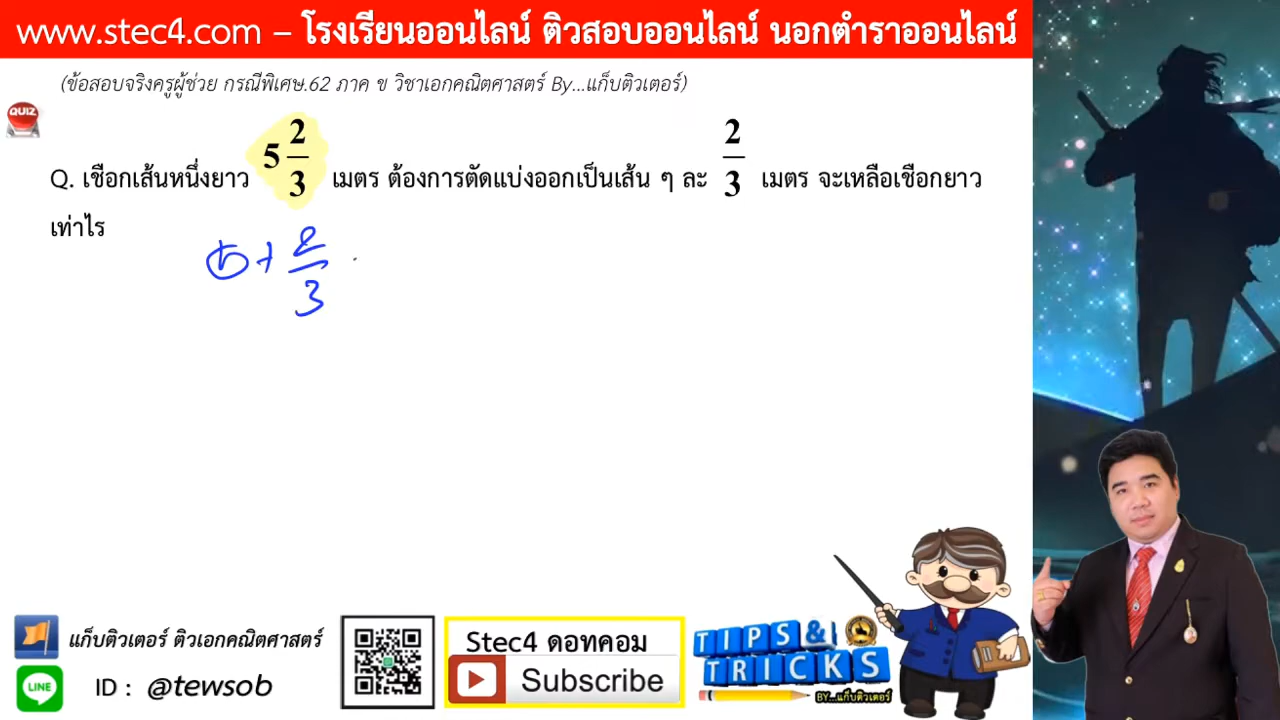 www.stec4.com – โรงเรียนออนไลน์ ติวสอบออนไลน์ นอกตำราออนไลน์
(ข้อสอบจริงครูผู้ช่วย กรณีพิเศษ.62 ภาค ข วิชาเอกคณิตศาสตร์ By...แก็บติวเตอร์)
QUIZ
Q. เชือกเส้นหนึ่งยาว 5 2/3 เมตร ต้องการตัดแบ่งออกเป็นเส้น ๆ ละ 2/3 เมตร จะเหลือเชือกยาว
เท่าไร
5 + 2/3
แก็บติวเตอร์ ติวเอกคณิตศาสตร์
LINE ID : @tewsob
Stec4 ดอทคอม
Subscribe
TIPS &
TRICKS
BY...แก็บติวเตอร์